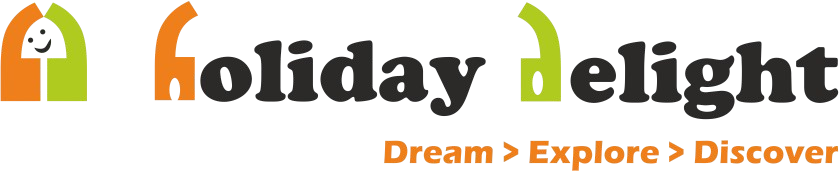 holiday delight
Dream > Explore > Discover